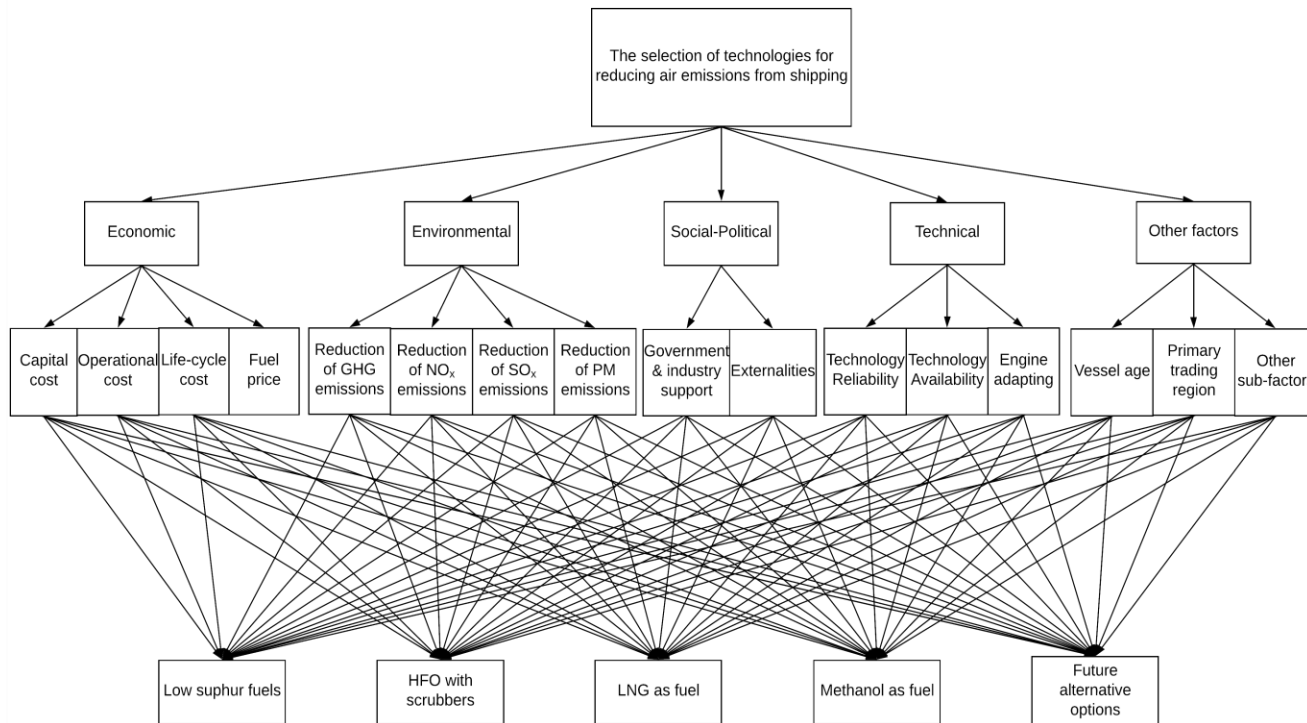 The selection of technologies for
reducing air emissions from shipping
Economic
Environmental
Social-Political
Technical
Other factors
Capital
cost
Operational
cost
Life-cycle
cost
Fuel
price
Reduction
of GHG
emissions
Reduction
of NOₓ
emissions
Reduction
of SOₓ
emissions
Reduction
of PM
emissions
Government
& industry
support
Externalities
Technology
Reliability
Technology
Availability
Engine
adapting
Vessel age
Primary
trading
region
Other
sub-factor
Low suphur fuels
HFO with
scrubbers
LNG as fuel
Methanol as fuel
Future
alternative
options